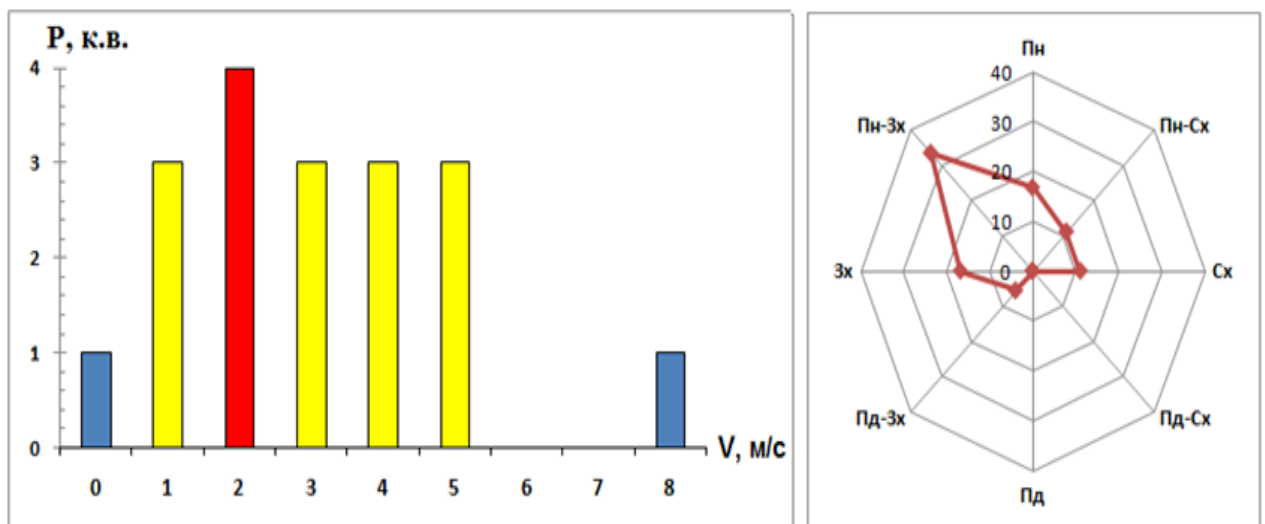 P, к.в.
4
3
2
1
0
0 1 2 3 4 5 6 7 8
V, м/с
Пн
40
Пн-Зх
Пн-Сх
30
20
10
Зх
0
Сх
Пд-Зх
Пд-Сх
Пд